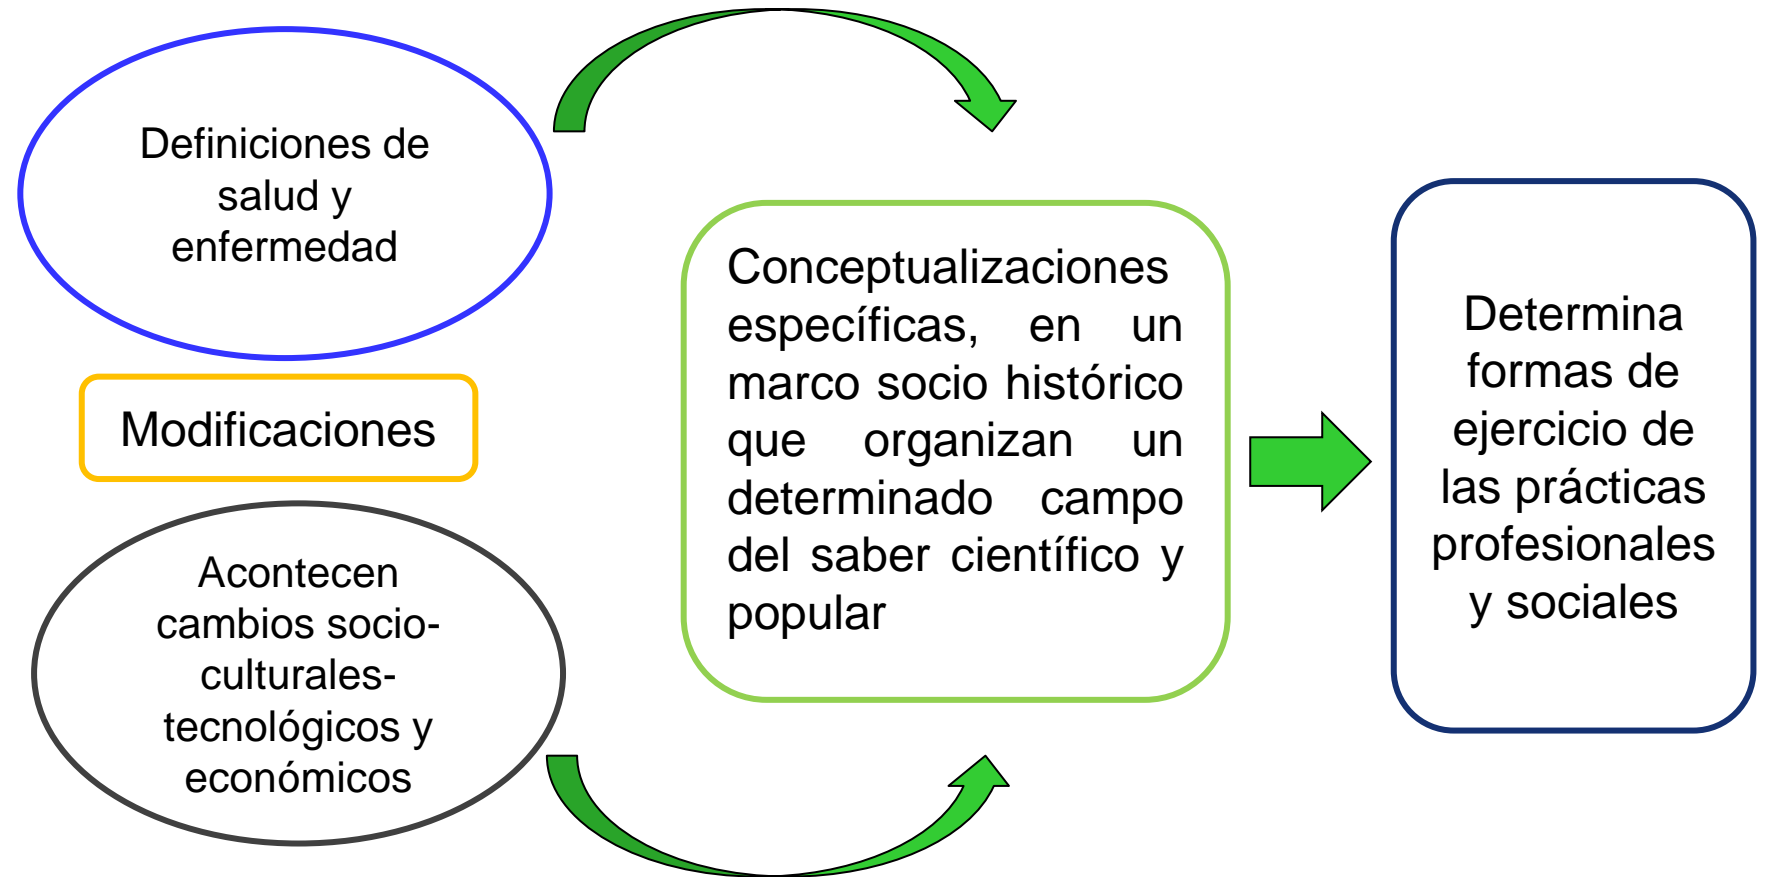 Definiciones de
salud y
enfermedad
Modificaciones
Acontecen
cambios socio-
culturales-
tecnológicos y
económicos
Conceptualizaciones
específicas, en un
marco socio histórico
que organizan un
determinado campo
del saber científico y
popular
Determina
formas de
ejercicio de
las prácticas
profesionales
y sociales